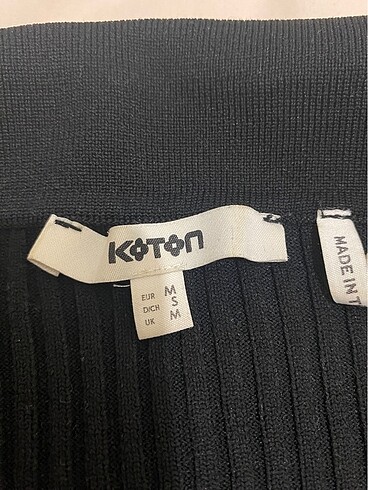 KOTON
EUR M
D/CH S
UK M
MADE IN T